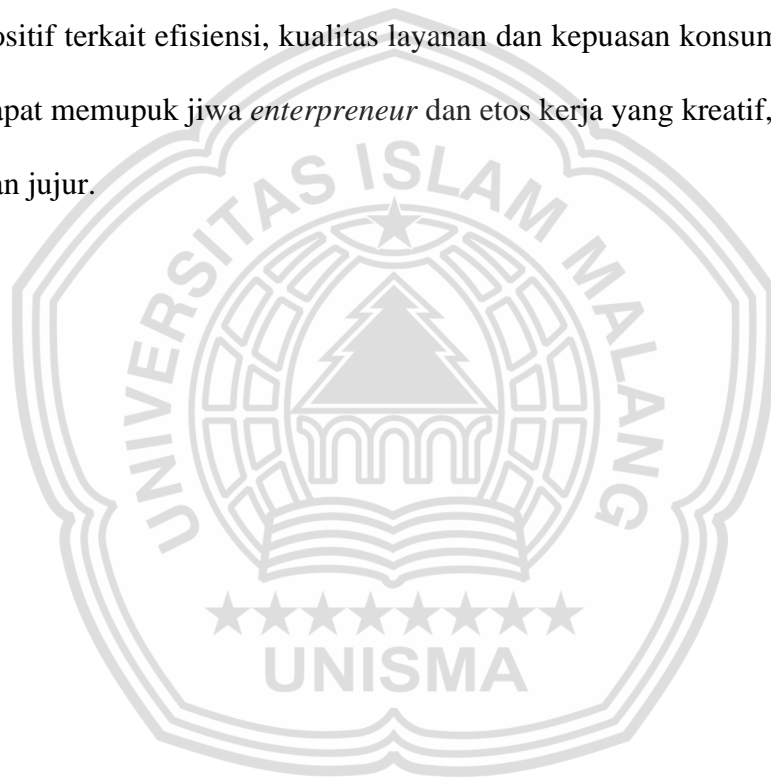 ositif terkait efisiensi, kualitas layanan dan kepuasan konsum
apat memupuk jiwa enterpreneur dan etos kerja yang kreatif,
an jujur.
UNIVERSITAS ISLAM MALANG
UNISMA